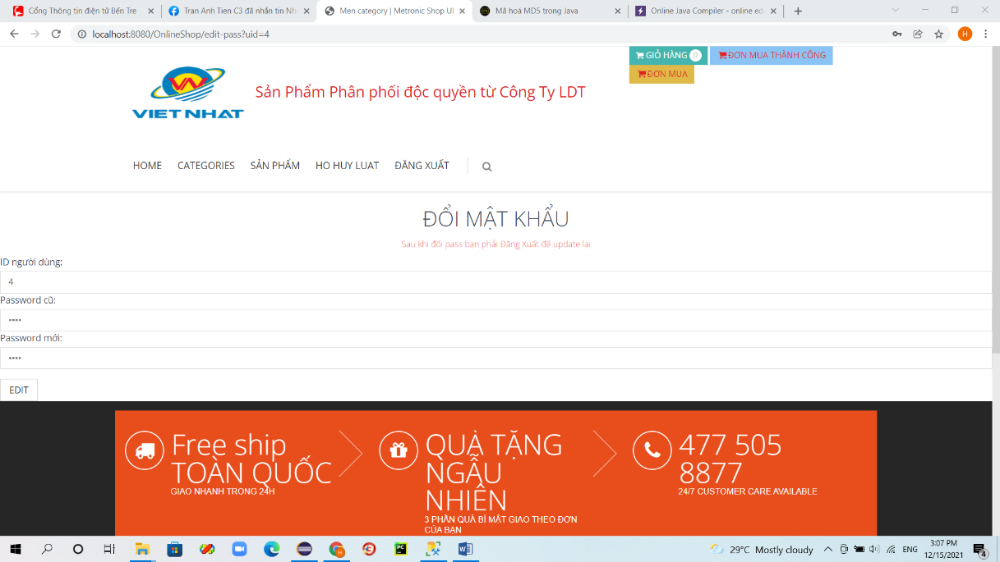 Cổng Thông tin điện tử Bến Tre
Tran Anh Tien C3 đã nhắn tin Nh
Men category | Metronic Shop UI
Mã hoá MD5 trong Java
Online Java Compiler - online edi
localhost:8080/OnlineShop/edit-pass?uid=4
H
VIET NHAT
Sản Phẩm Phân phối độc quyền từ Công Ty LDT
GIỎ HÀNG 0
ĐƠN MUA THÀNH CÔNG
ĐƠN MUA
HOME CATEGORIES SẢN PHẨM HO HUY LUAT ĐĂNG XUẤT
ĐỔI MẬT KHẨU
Sau khi đổi pass bạn phải Đăng Xuất để update lại
ID người dùng:
4
Password cũ:
••••
Password mới:
••••
EDIT
Free ship
TOÀN QUỐC
GIAO NHANH TRONG 24H
QUÀ TẶNG
NGẪU
NHIÊN
3 PHẦN QUÀ BÍ MẬT GIAO THEO ĐƠN
CỦA BẠN
477 505
8877
24/7 CUSTOMER CARE AVAILABLE
29°C Mostly cloudy
ENG
3:07 PM
12/15/2021
4